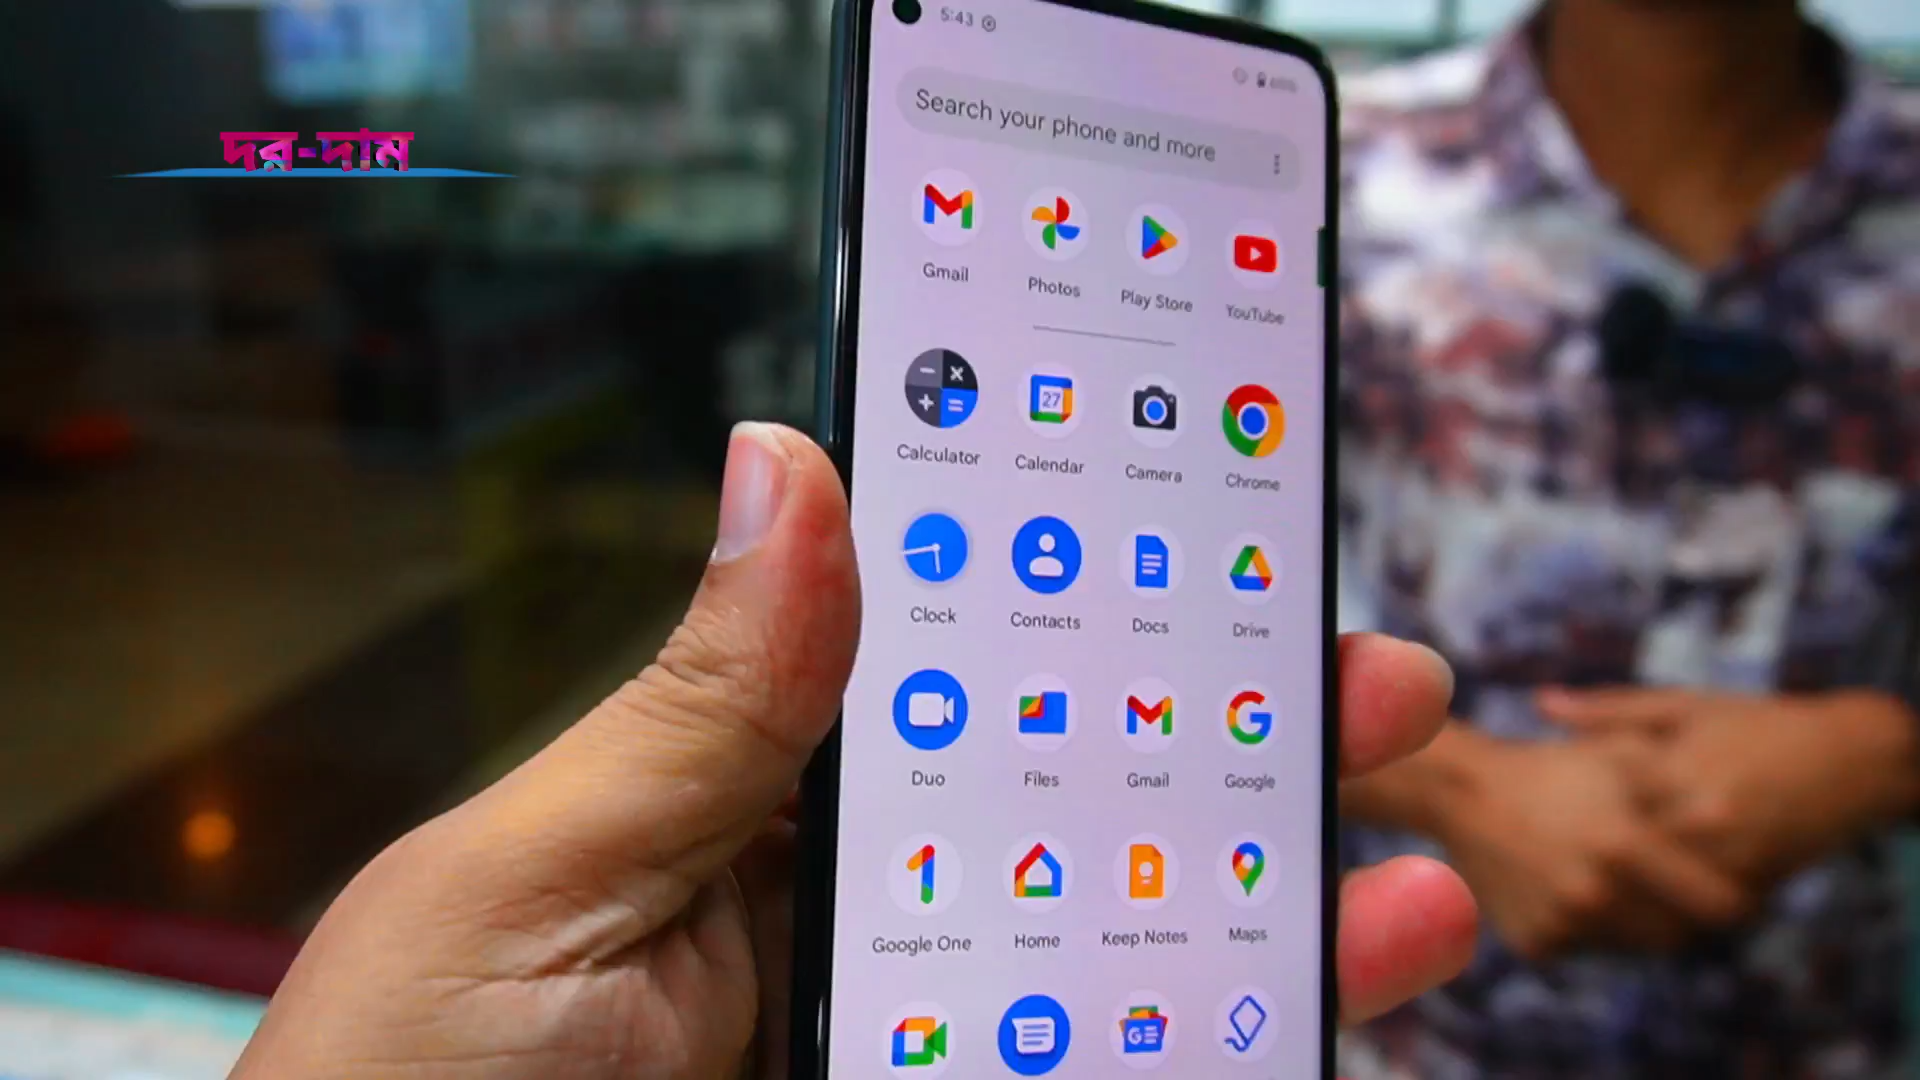 5:43
দর-দাম
Search your phone and more
Gmail Photos Play Store YouTube
Calculator Calendar Camera Chrome
27
Clock Contacts Docs Drive
Duo Files Gmail Google
Google One Home Keep Notes Maps